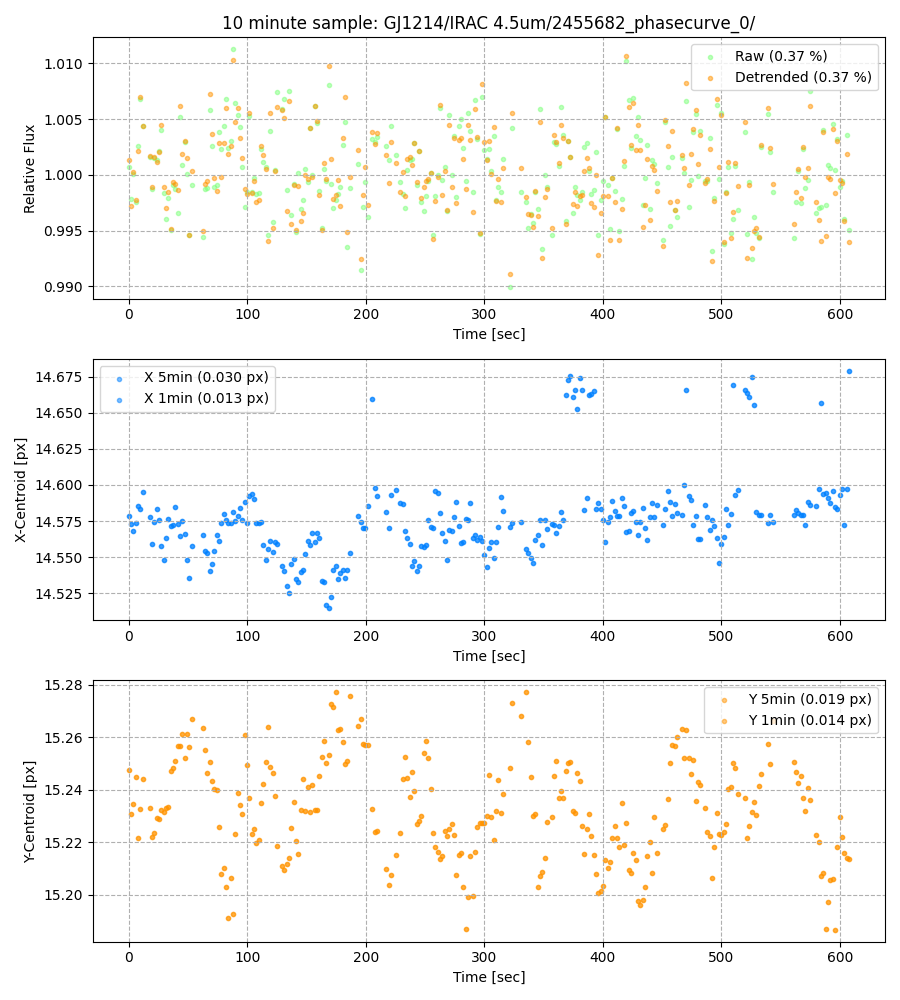 10 minute sample: GJ1214/IRAC 4.5um/2455682_phasecurve_0/
1.010
1.005
1.000
0.995
0.990
Relative Flux
Raw (0.37 %)
Detrended (0.37 %)
0 100 200 300 400 500 600
Time [sec]
14.675
14.650
14.625
14.600
14.575
14.550
14.525
X-Centroid [px]
X 5min (0.030 px)
X 1min (0.013 px)
0 100 200 300 400 500 600
Time [sec]
15.28
15.26
15.24
15.22
15.20
Y-Centroid [px]
Y 5min (0.019 px)
Y 1min (0.014 px)
0 100 200 300 400 500 600
Time [sec]